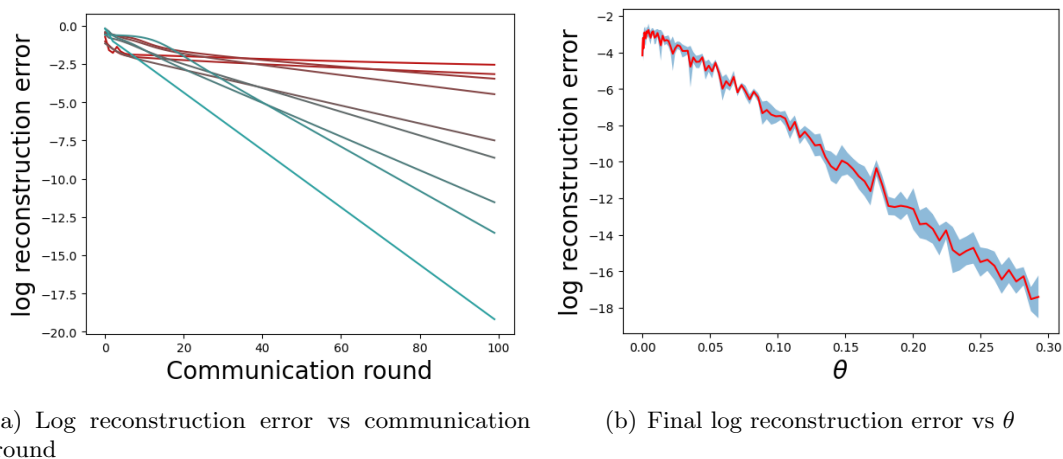 0.0
−2.5
−5.0
−7.5
−10.0
−12.5
−15.0
−17.5
−20.0
log reconstruction error
0 20 40 60 80 100
Communication round
−2
−4
−6
−8
−10
−12
−14
−16
−18
log reconstruction error
0.00 0.05 0.10 0.15 0.20 0.25 0.30
θ
a) Log reconstruction error vs communication
round
(b) Final log reconstruction error vs θ